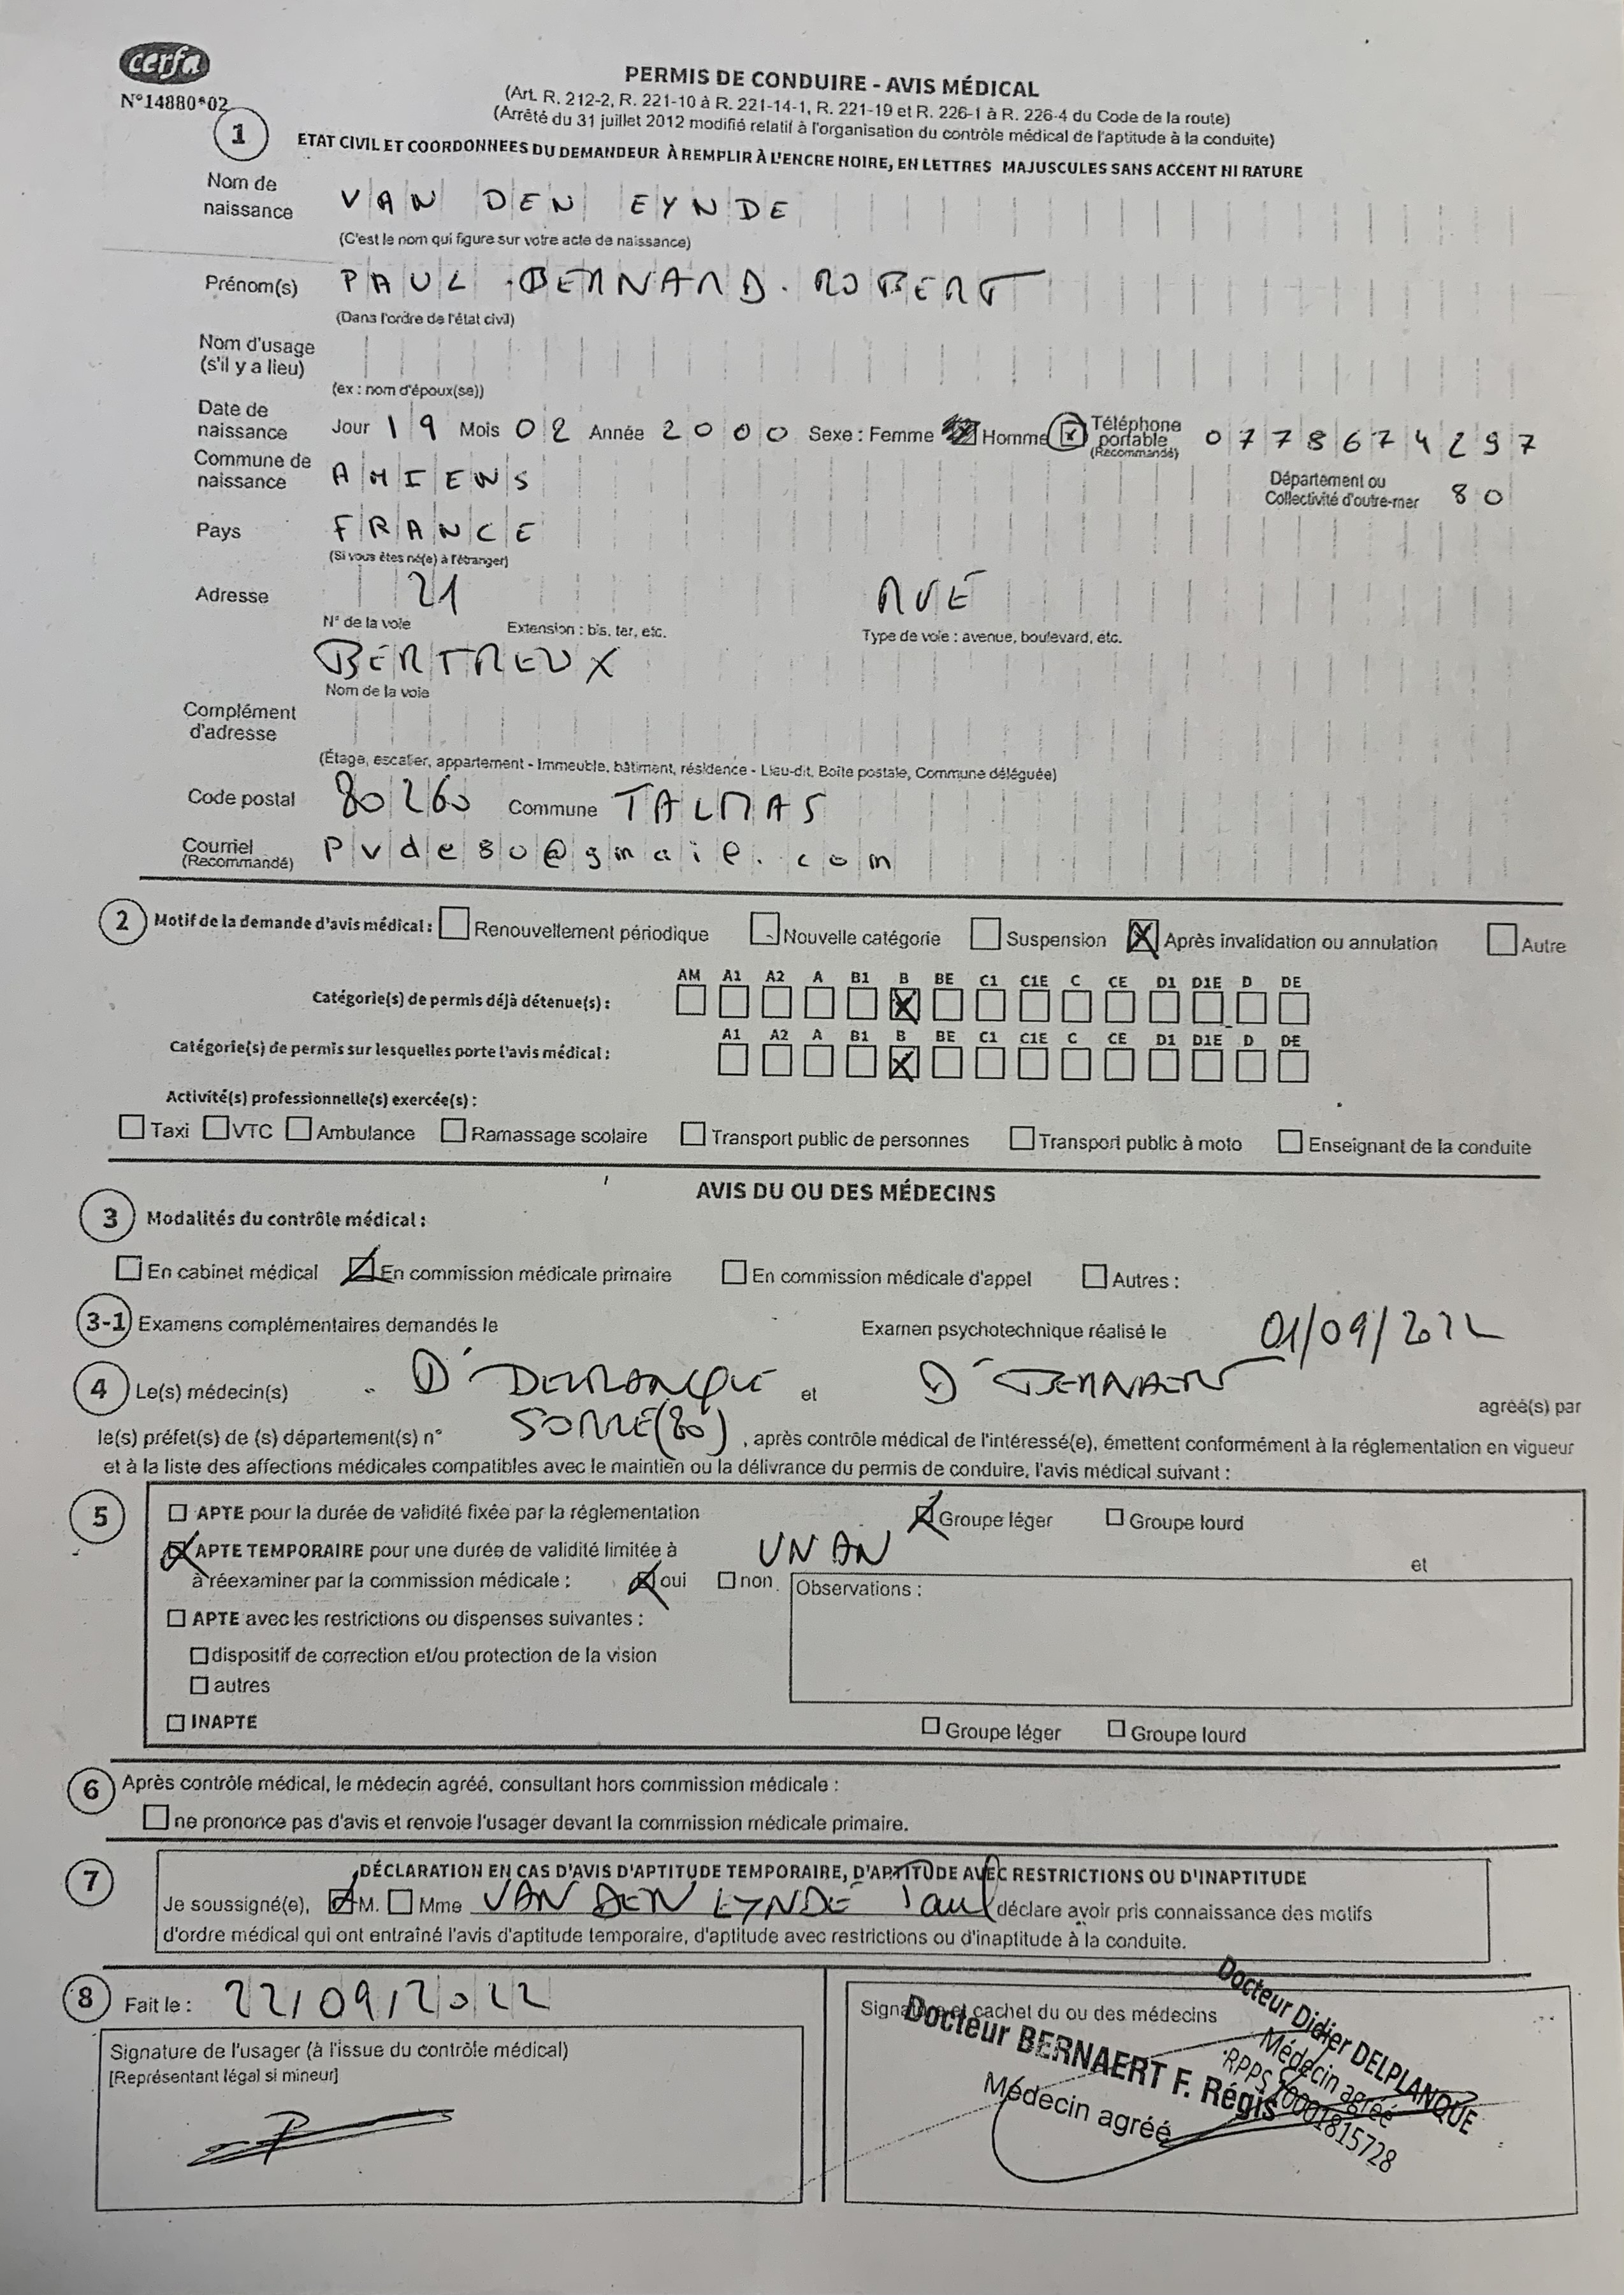 cerfa
N°14880*02
PERMIS DE CONDUIRE - AVIS MÉDICAL
(Art. R. 212-2, R. 221-10 à R. 221-14-1, R. 221-19 et R. 226-1 à R. 226-4 du Code de la route)
(Arrêté du 31 juillet 2012 modifié relatif à l'organisation du contrôle médical de l'aptitude à la conduite)
1 ETAT CIVIL ET COORDONNEES DU DEMANDEUR À REMPLIR À L'ENCRE NOIRE, EN LETTRES MAJUSCULES SANS ACCENT NI RATURE
Nom de naissance VAN DEN EYNDE
(C'est le nom qui figure sur votre acte de naissance)
Prénom(s) PAUL . BERNARD . ROBERT
(Dans l'ordre de l'état civil)
Nom d'usage (s'il y a lieu)
(ex : nom d'époux(se))
Date de naissance Jour 19 Mois 02 Année 2000 Sexe : Femme Homme x Téléphone portable (Recommandé) 0778674297
Commune de naissance AMIENS Département ou Collectivité d'outre-mer 80
Pays FRANCE
(Si vous êtes né(e) à l'étranger)
Adresse 21 RUE
N° de la voie Extension : bis, ter, etc. Type de voie : avenue, boulevard, etc.
BERTREUX
Nom de la voie
Complément d'adresse
(Étage, escalier, appartement - Immeuble, bâtiment, résidence - Lieu-dit, Boîte postale, Commune déléguée)
Code postal 80260 Commune TALMAS
Courriel (Recommandé) pvde80@gmail.com
2 Motif de la demande d'avis médical : Renouvellement périodique Nouvelle catégorie Suspension X Après invalidation ou annulation Autre
AM A1 A2 A B1 B BE C1 C1E C CE D1 D1E D DE
Catégorie(s) de permis déjà détenue(s) : X
A1 A2 A B1 B BE C1 C1E C CE D1 D1E D DE
Catégorie(s) de permis sur lesquelles porte l'avis médical : X
Activité(s) professionnelle(s) exercée(s) :
Taxi VTC Ambulance Ramassage scolaire Transport public de personnes Transport public à moto Enseignant de la conduite
AVIS DU OU DES MÉDECINS
3 Modalités du contrôle médical :
En cabinet médical En commission médicale primaire En commission médicale d'appel Autres :
3-1 Examens complémentaires demandés le Examen psychotechnique réalisé le 01/09/2022
4 Le(s) médecin(s) Dr DELPLANQUE et Dr BERNAERT agréé(s) par
le(s) préfet(s) de (s) département(s) n° SOMME(80) , après contrôle médical de l'intéressé(e), émettent conformément à la réglementation en vigueur
et à la liste des affections médicales compatibles avec le maintien ou la délivrance du permis de conduire, l'avis médical suivant :
5 APTE pour la durée de validité fixée par la réglementation X Groupe léger Groupe lourd
X APTE TEMPORAIRE pour une durée de validité limitée à UN AN et
à réexaminer par la commission médicale : X oui non Observations :
APTE avec les restrictions ou dispenses suivantes :
dispositif de correction et/ou protection de la vision
autres
INAPTE Groupe léger Groupe lourd
6 Après contrôle médical, le médecin agréé, consultant hors commission médicale :
ne prononce pas d'avis et renvoie l'usager devant la commission médicale primaire.
7 DÉCLARATION EN CAS D'AVIS D'APTITUDE TEMPORAIRE, D'APTITUDE AVEC RESTRICTIONS OU D'INAPTITUDE
Je soussigné(e), M. Mme VAN DEN EYNDE Paul déclare avoir pris connaissance des motifs
d'ordre médical qui ont entraîné l'avis d'aptitude temporaire, d'aptitude avec restrictions ou d'inaptitude à la conduite.
8 Fait le : 22/09/2022
Signature de l'usager (à l'issue du contrôle médical)
[Représentant légal si mineur]
Signature et cachet du ou des médecins
Docteur BERNAERT F. Régis
Médecin agréé
Docteur Didier DELPLANQUE
Médecin agréé
RPPS 10001815728